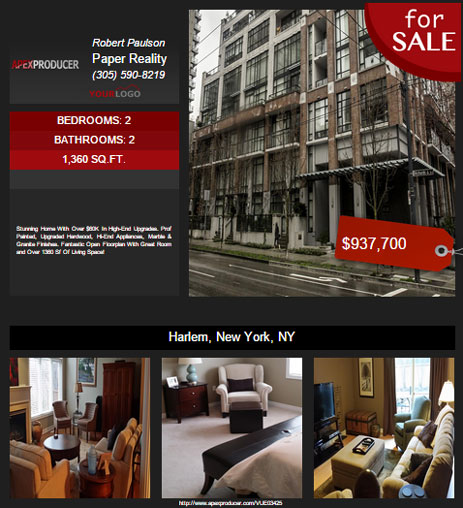 for
SALE
Robert Paulson
Paper Reality
(305) 590-8219
APEXPRODUCER
YOURLOGO
BEDROOMS: 2
BATHROOMS: 2
1,360 SQ.FT.
Stunning Home With Over $60K In High-End Upgrades. Prof
Painted, Upgraded Hardwood, Hi-End Appliances, Marble &
Granite Finishes. Fantastic Open Floorplan With Great Room
and Over 1360 Sf Of Living Space!
$937,700
Harlem, New York, NY
http://www.apexproducer.com/VUE03425